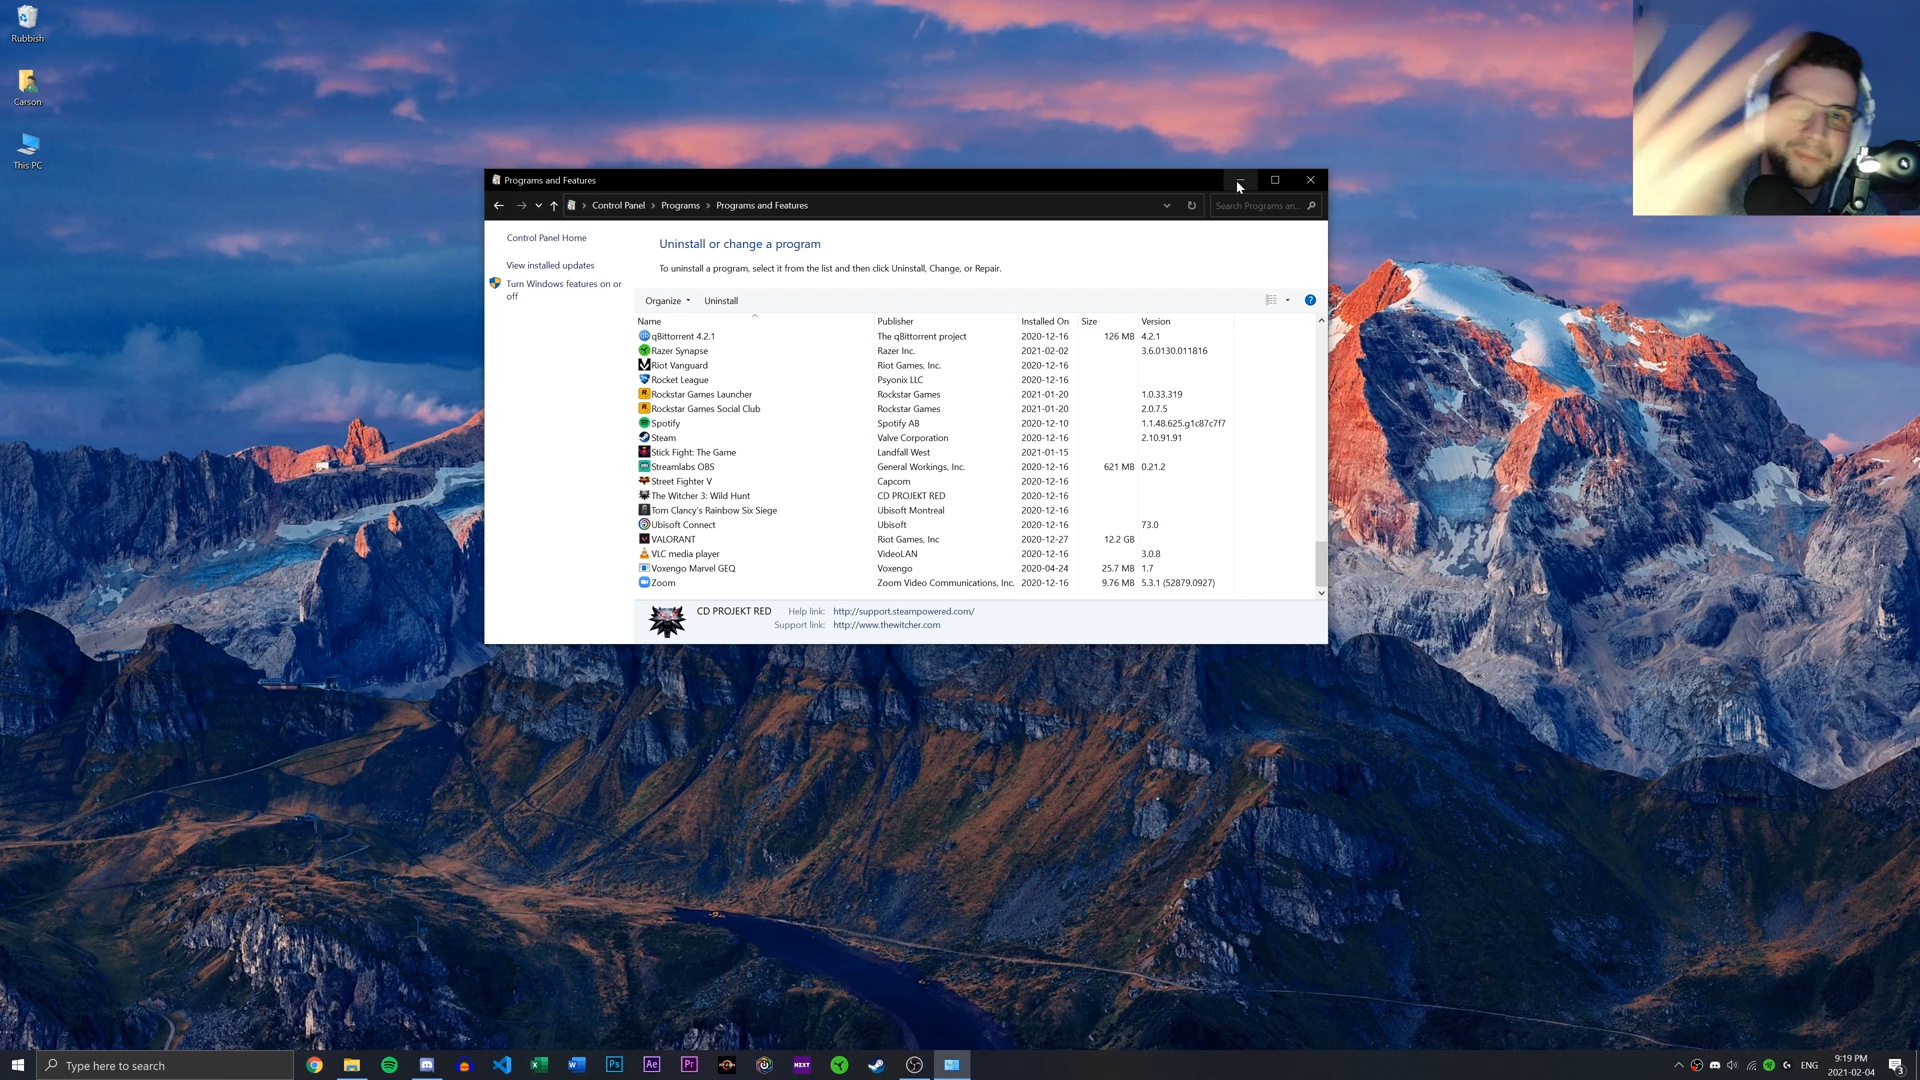 Rubbish
Carson
This PC
Programs and Features
Control Panel > Programs > Programs and Features
Search Programs an...
Control Panel Home
View installed updates
Turn Windows features on or
off
Uninstall or change a program
To uninstall a program, select it from the list and then click Uninstall, Change, or Repair.
Organize Uninstall
Name Publisher Installed On Size Version
qBittorrent 4.2.1 The qBittorrent project 2020-12-16 126 MB 4.2.1
Razer Synapse Razer Inc. 2021-02-02 3.6.0130.011816
Riot Vanguard Riot Games, Inc. 2020-12-16
Rocket League Psyonix LLC 2020-12-16
Rockstar Games Launcher Rockstar Games 2021-01-20 1.0.33.319
Rockstar Games Social Club Rockstar Games 2021-01-20 2.0.7.5
Spotify Spotify AB 2020-12-10 1.1.48.625.g1c87c7f7
Steam Valve Corporation 2020-12-16 2.10.91.91
Stick Fight: The Game Landfall West 2021-01-15
Streamlabs OBS General Workings, Inc. 2020-12-16 621 MB 0.21.2
Street Fighter V Capcom 2020-12-16
The Witcher 3: Wild Hunt CD PROJEKT RED 2020-12-16
Tom Clancy's Rainbow Six Siege Ubisoft Montreal 2020-12-16
Ubisoft Connect Ubisoft 2020-12-16 73.0
VALORANT Riot Games, Inc 2020-12-27 12.2 GB
VLC media player VideoLAN 2020-12-16 3.0.8
Voxengo Marvel GEQ Voxengo 2020-04-24 25.7 MB 1.7
Zoom Zoom Video Communications, Inc. 2020-12-16 9.76 MB 5.3.1 (52879.0927)
CD PROJEKT RED Help link: http://support.steampowered.com/
Support link: http://www.thewitcher.com
Type here to search
Ps Ae Pr NZXT
ENG
9:19 PM
2021-02-04
3